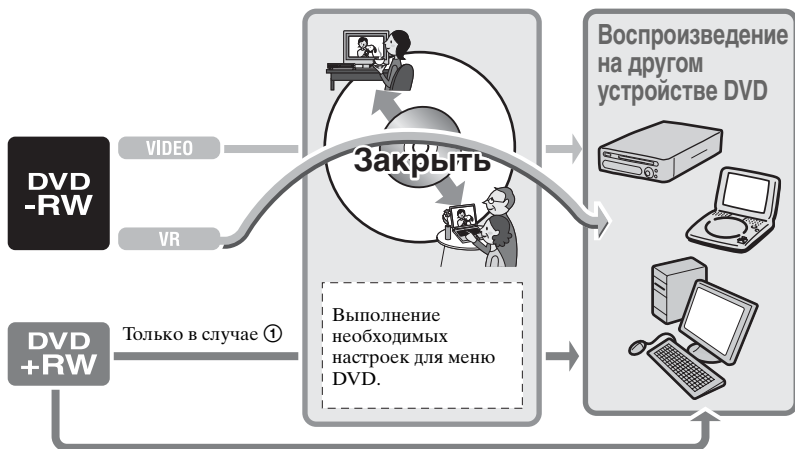 Воспроизведение
на другом
устройстве DVD
VIDEO
Закрыть
DVD
-RW
VR
DVD
+RW
Только в случае ①
Выполнение
необходимых
настроек для меню
DVD.